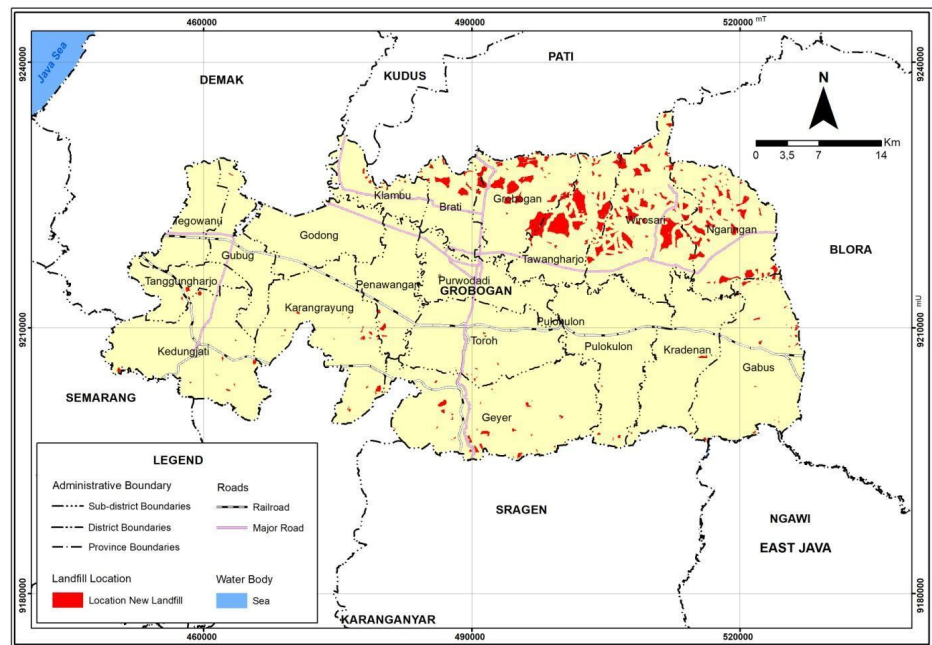 460000 490000 520000 mT
9240000 9240000
Java Sea
DEMAK
KUDUS
PATI
N
Km
0 3,5 7 14
Klambu
Brati
Grobogan
Wirosari
Ngaringan
Tegowanu
Godong
Gubug
Tawangharjo
BLORA
Tanggungharjo
Penawangan
Purwodadi
GROBOGAN
Karangrayung
9210000 9210000 mU
Pulokulon
Toroh
Pulokulon
Kradenan
Kedungjati
Gabus
SEMARANG
Geyer
LEGEND
Administrative Boundary
Sub-district Boundaries
District Boundaries
Province Boundaries
Roads
Railroad
Major Road
Landfill Location
Location New Landfill
Water Body
Sea
SRAGEN
NGAWI
EAST JAVA
9180000 9180000
KARANGANYAR
460000 490000 520000